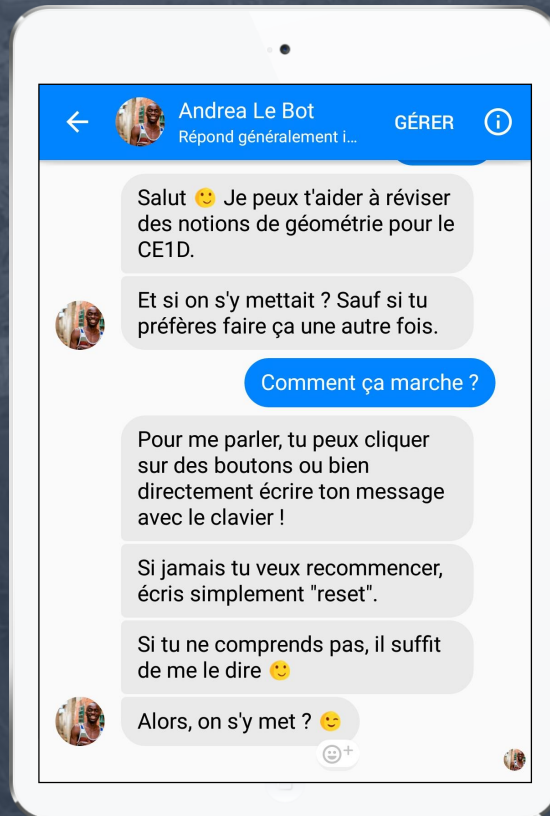 Andrea Le Bot
Répond généralement i...
GÉRER
Salut 🙂 Je peux t'aider à réviser
des notions de géométrie pour le
CE1D.
Et si on s'y mettait ? Sauf si tu
préfères faire ça une autre fois.
Comment ça marche ?
Pour me parler, tu peux cliquer
sur des boutons ou bien
directement écrire ton message
avec le clavier !
Si jamais tu veux recommencer,
écris simplement "reset".
Si tu ne comprends pas, il suffit
de me le dire 🙂
Alors, on s'y met ? 😉